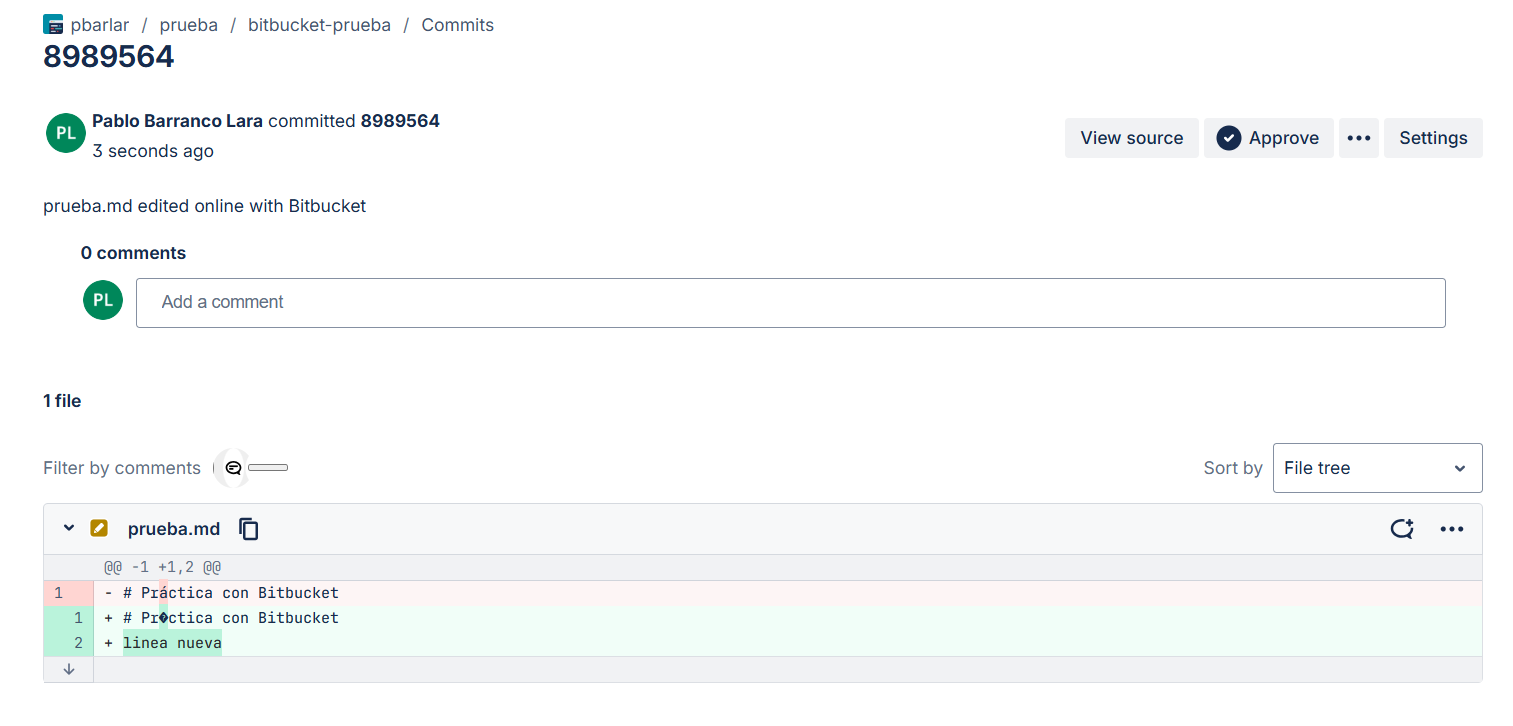 pbarlar / prueba / bitbucket-prueba / Commits
8989564
PL Pablo Barranco Lara committed 8989564
3 seconds ago
View source Approve ••• Settings
prueba.md edited online with Bitbucket
0 comments
PL Add a comment
1 file
Filter by comments
Sort by File tree
prueba.md
@@ -1 +1,2 @@
1 - # Práctica con Bitbucket
1 + # Pr�ctica con Bitbucket
2 + linea nueva